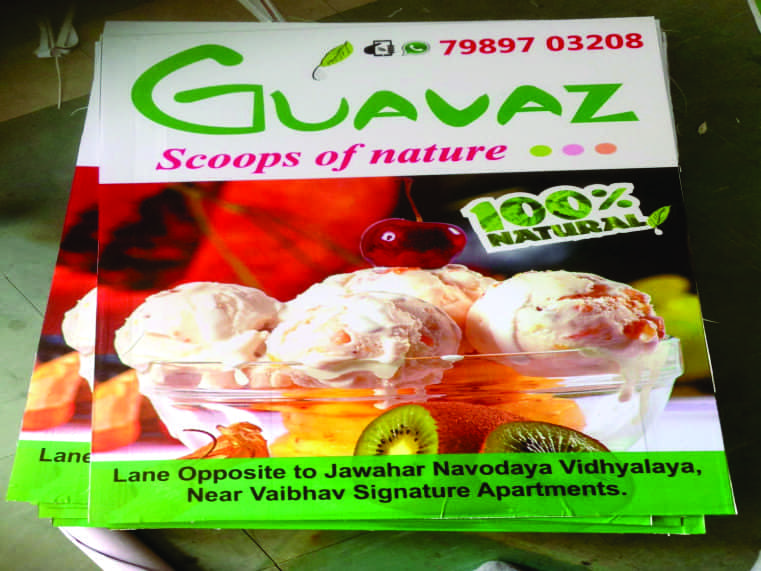 79897 03208
GUAVAZ
Scoops of nature
100%
NATURAL
Lane Opposite to Jawahar Navodaya Vidhyalaya,
Near Vaibhav Signature Apartments.
Lane